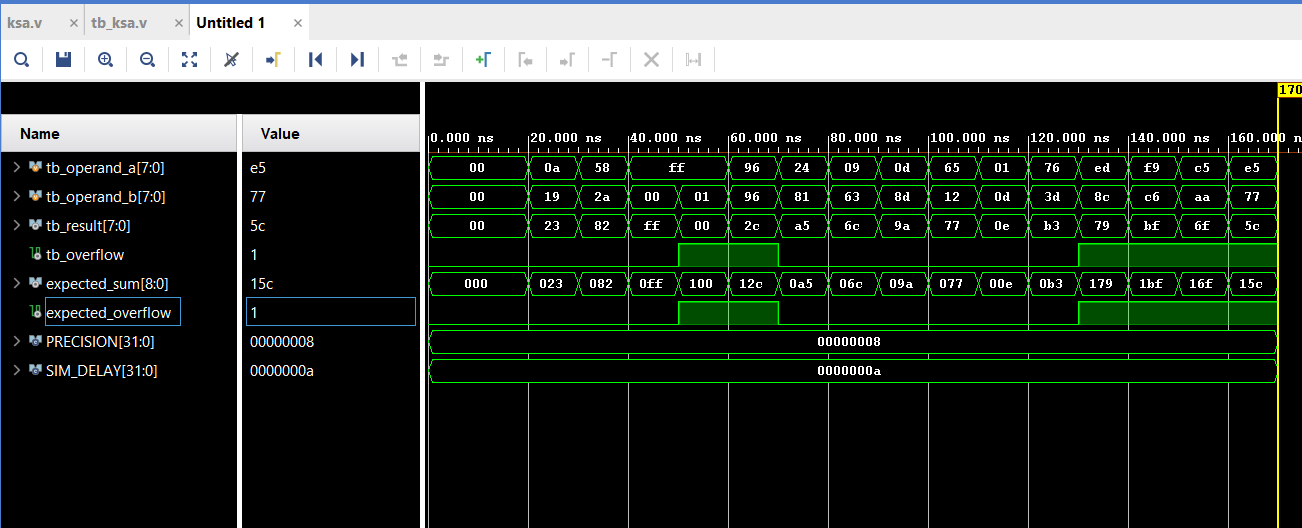 ksa.v × tb_ksa.v × Untitled 1 ×
170
Name Value 0.000 ns 20.000 ns 40.000 ns 60.000 ns 80.000 ns 100.000 ns 120.000 ns 140.000 ns 160.000 n
tb_operand_a[7:0] e5 00 0a 58 ff 96 24 09 0d 65 01 76 ed f9 c5 e5
tb_operand_b[7:0] 77 00 19 2a 00 01 96 81 63 8d 12 0d 3d 8c c6 aa 77
tb_result[7:0] 5c 00 23 82 ff 00 2c a5 6c 9a 77 0e b3 79 bf 6f 5c
tb_overflow 1
expected_sum[8:0] 15c 000 023 082 0ff 100 12c 0a5 06c 09a 077 00e 0b3 179 1bf 16f 15c
expected_overflow 1
PRECISION[31:0] 00000008 00000008
SIM_DELAY[31:0] 0000000a 0000000a